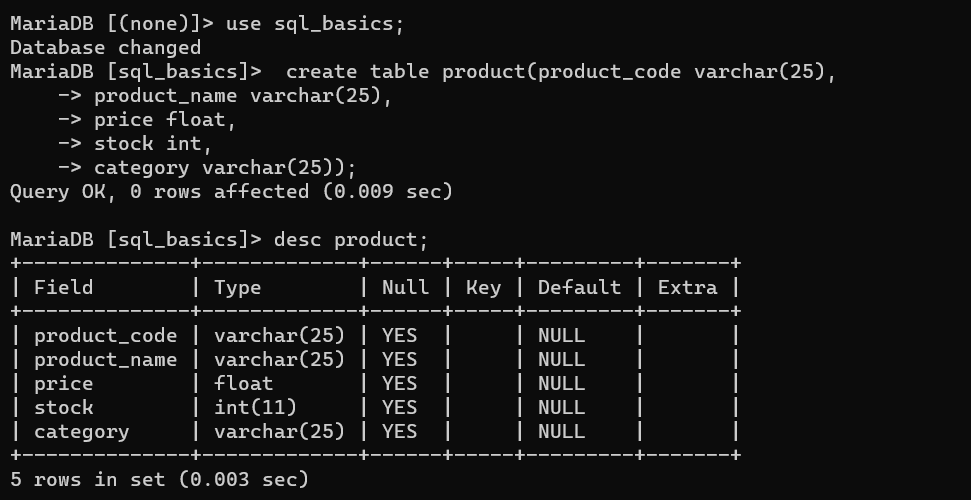 MariaDB [(none)]> use sql_basics;
Database changed
MariaDB [sql_basics]>  create table product(product_code varchar(25),
    -> product_name varchar(25),
    -> price float,
    -> stock int,
    -> category varchar(25));
Query OK, 0 rows affected (0.009 sec)

MariaDB [sql_basics]> desc product;
+--------------+-------------+------+-----+---------+-------+
| Field        | Type        | Null | Key | Default | Extra |
+--------------+-------------+------+-----+---------+-------+
| product_code | varchar(25) | YES  |     | NULL    |       |
| product_name | varchar(25) | YES  |     | NULL    |       |
| price        | float       | YES  |     | NULL    |       |
| stock        | int(11)     | YES  |     | NULL    |       |
| category     | varchar(25) | YES  |     | NULL    |       |
+--------------+-------------+------+-----+---------+-------+
5 rows in set (0.003 sec)